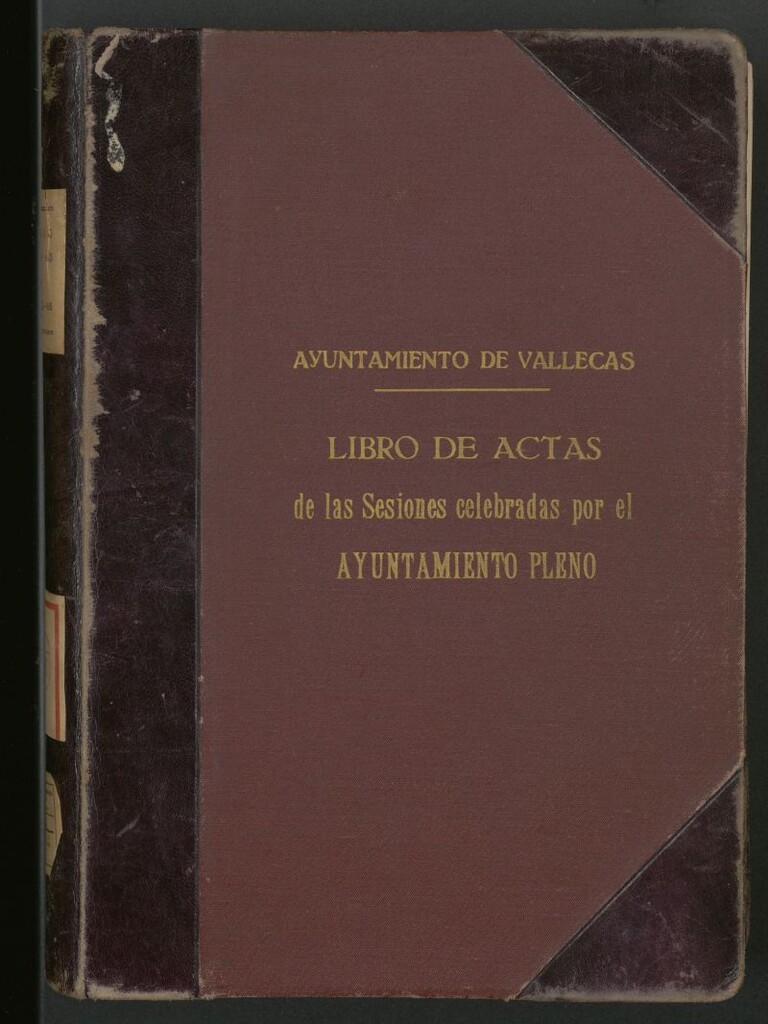 AYUNTAMIENTO DE VALLECAS
LIBRO DE ACTAS
de las Sesiones celebradas por el
AYUNTAMIENTO PLENO